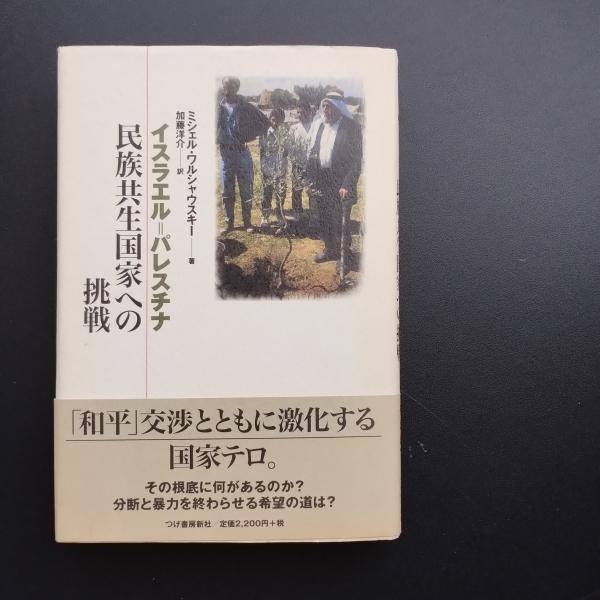 ミシェル・ワルシャウスキー──著
加藤洋介──訳
イスラエル=パレスチナ
民族共生国家への
挑戦
「和平」交渉とともに激化する
国家テロ。
その根底に何があるのか?
分断と暴力を終わらせる希望の道は?
つげ書房新社/定価2,200円+税